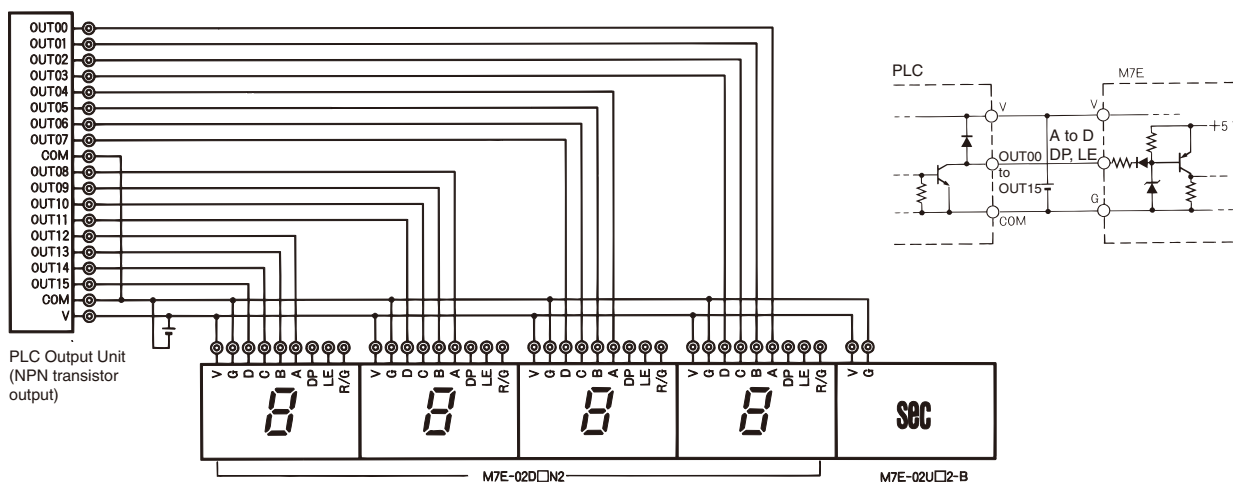 OUT00
OUT01
OUT02
OUT03
OUT04
OUT05
OUT06
OUT07
COM
OUT08
OUT09
OUT10
OUT11
OUT12
OUT13
OUT14
OUT15
COM
V
PLC Output Unit
(NPN transistor
output)
V G D C B A DP LE R/G
V G D C B A DP LE R/G
V G D C B A DP LE R/G
V G D C B A DP LE R/G
V G
8 8 8 8 sec
M7E-02D□N2
M7E-02U□2-B
PLC
M7E
V
V
A to D
DP, LE
+5
OUT00
to
OUT15
G
COM